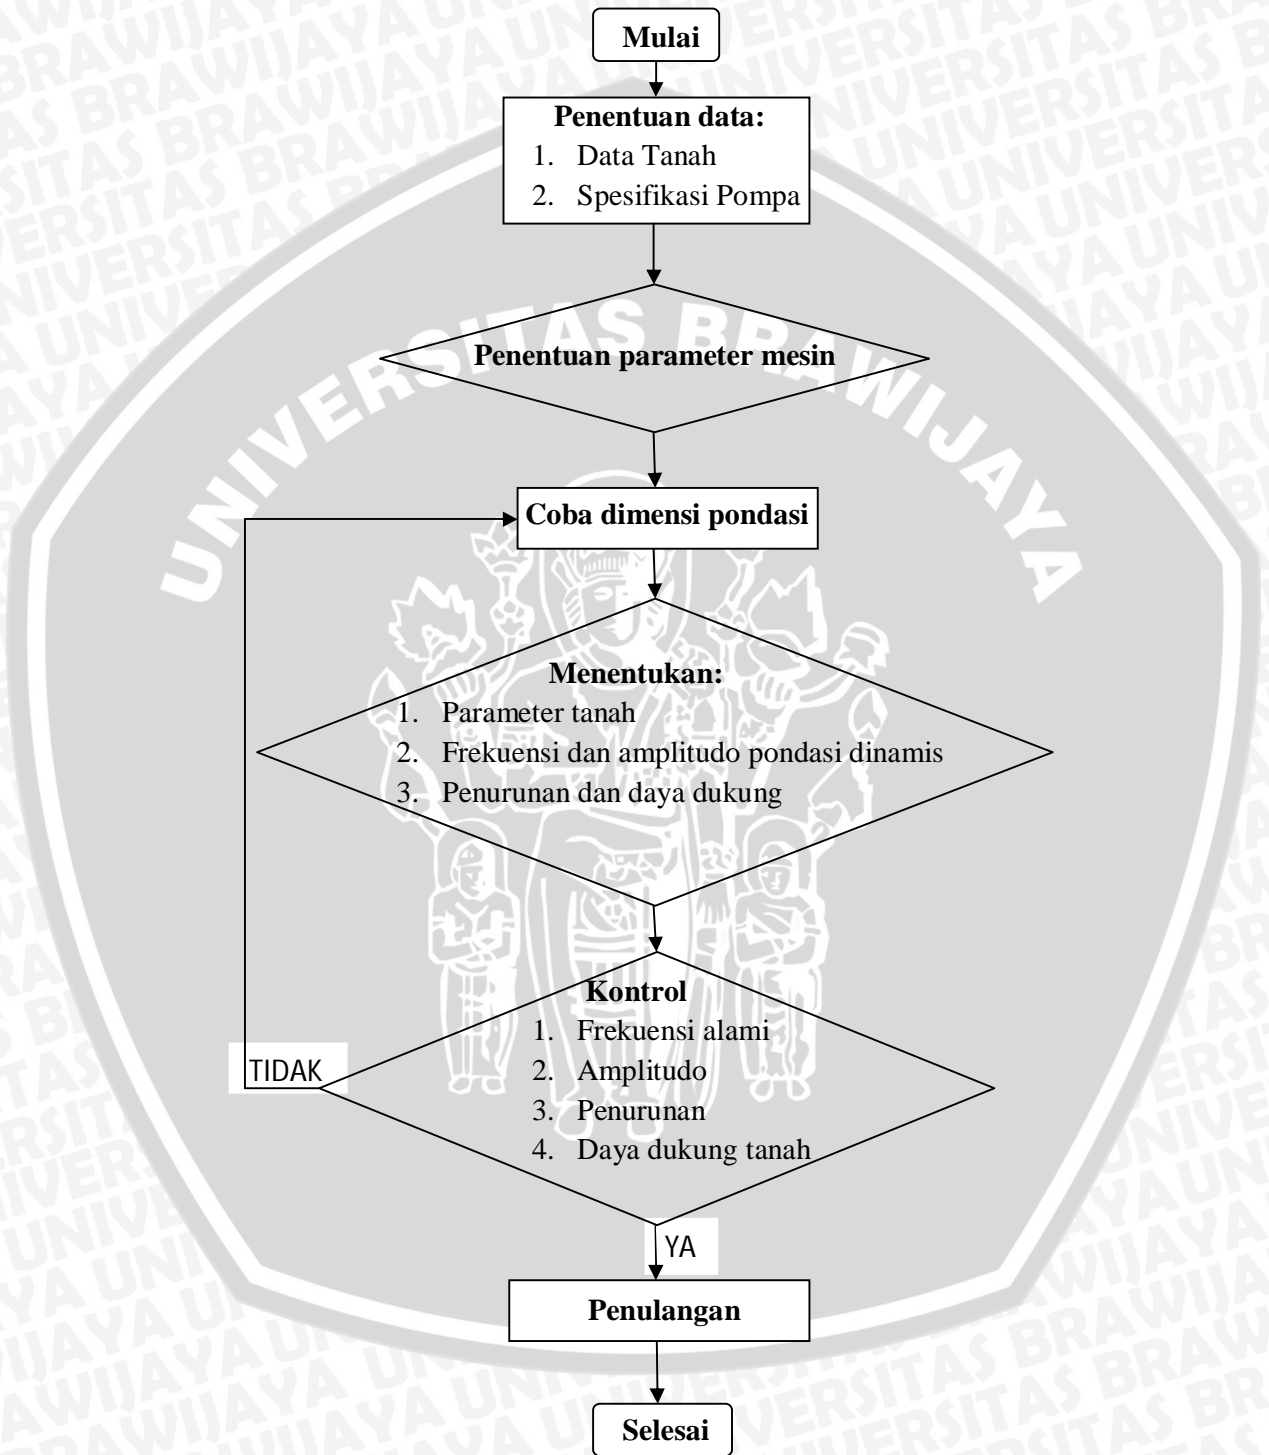 Mulai
Penentuan data:
1. Data Tanah
2. Spesifikasi Pompa
UNIVERSITAS BRAWIJAYA
Penentuan parameter mesin
Coba dimensi pondasi
Menentukan:
1. Parameter tanah
2. Frekuensi dan amplitudo pondasi dinamis
3. Penurunan dan daya dukung
Kontrol
1. Frekuensi alami
TIDAK
2. Amplitudo
3. Penurunan
4. Daya dukung tanah
YA
Penulangan
Selesai